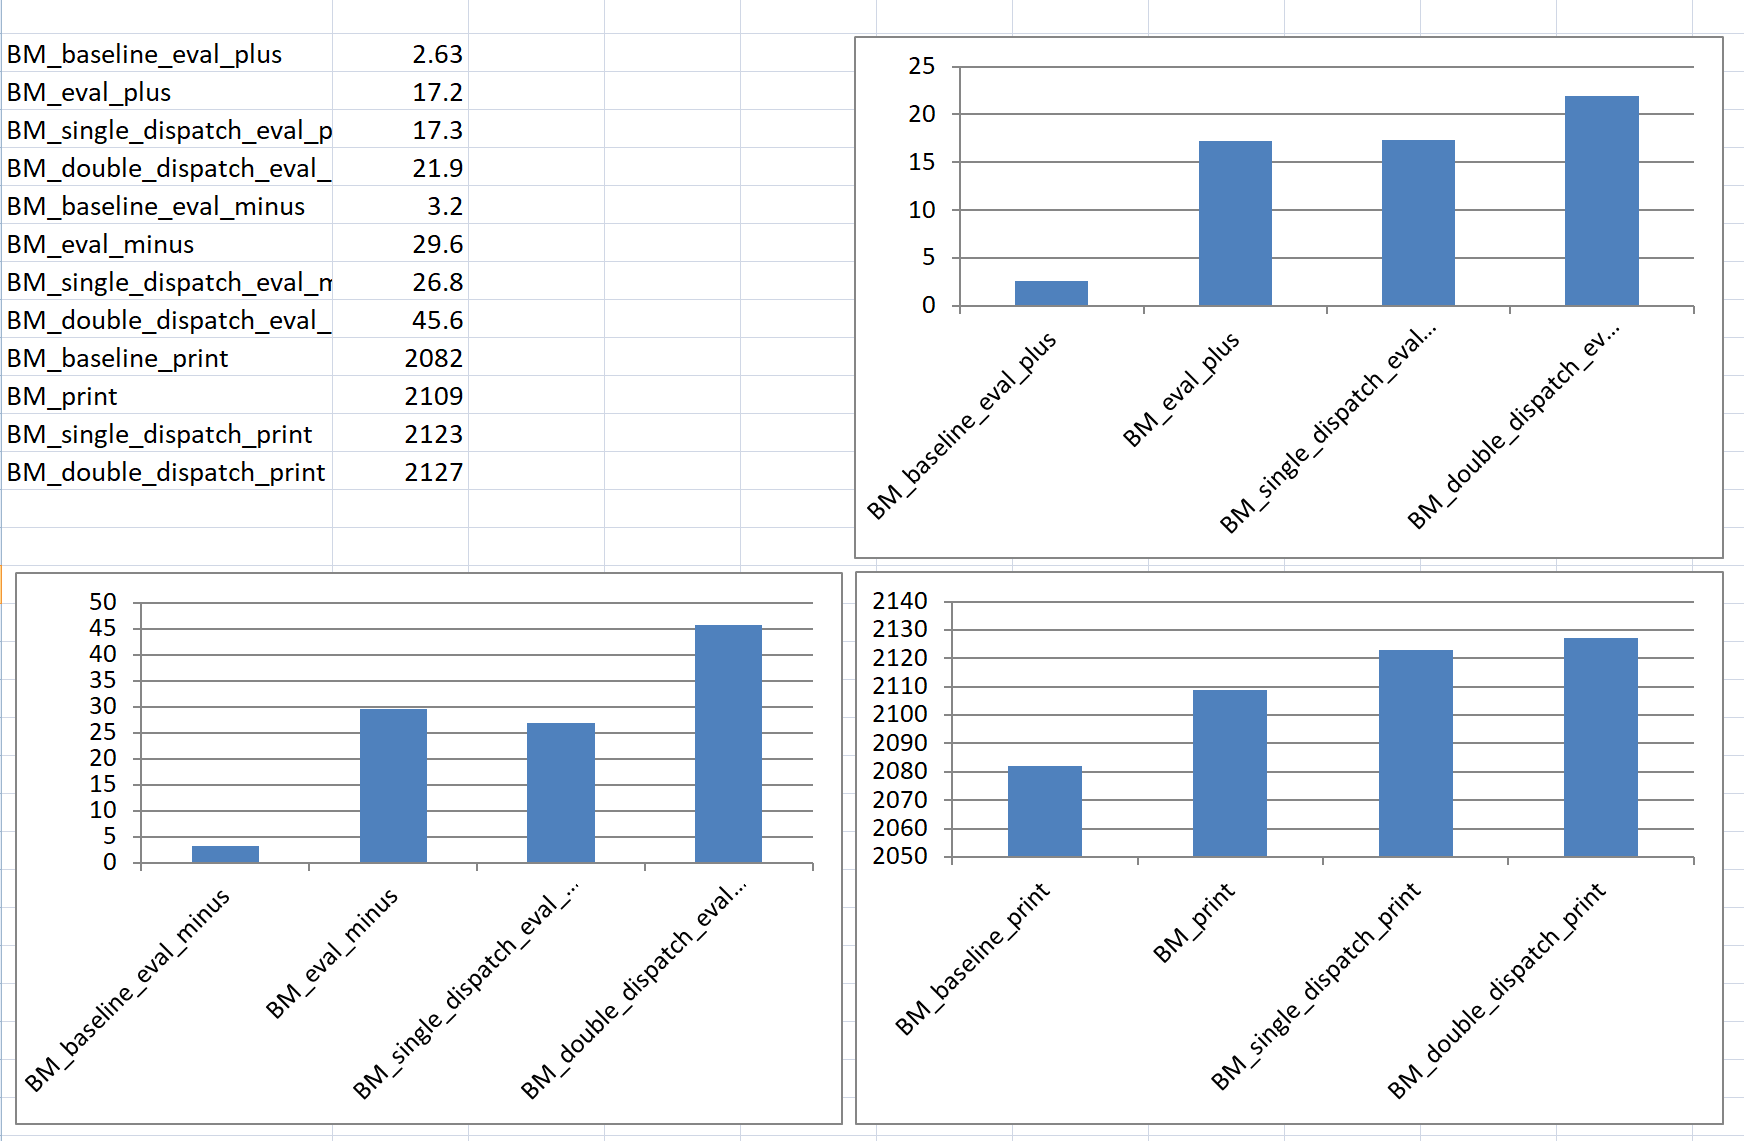 BM_baseline_eval_plus 2.63
BM_eval_plus 17.2
BM_single_dispatch_eval_p 17.3
BM_double_dispatch_eval_ 21.9
BM_baseline_eval_minus 3.2
BM_eval_minus 29.6
BM_single_dispatch_eval_m 26.8
BM_double_dispatch_eval_ 45.6
BM_baseline_print 2082
BM_print 2109
BM_single_dispatch_print 2123
BM_double_dispatch_print 2127
25
20
15
10
5
0
BM_baseline_eval_plus
BM_eval_plus
BM_single_dispatch_eval...
BM_double_dispatch_ev...
50
45
40
35
30
25
20
15
10
5
0
BM_baseline_eval_minus
BM_eval_minus
BM_single_dispatch_eval_...
BM_double_dispatch_eval...
2140
2130
2120
2110
2100
2090
2080
2070
2060
2050
BM_baseline_print
BM_print
BM_single_dispatch_print
BM_double_dispatch_print